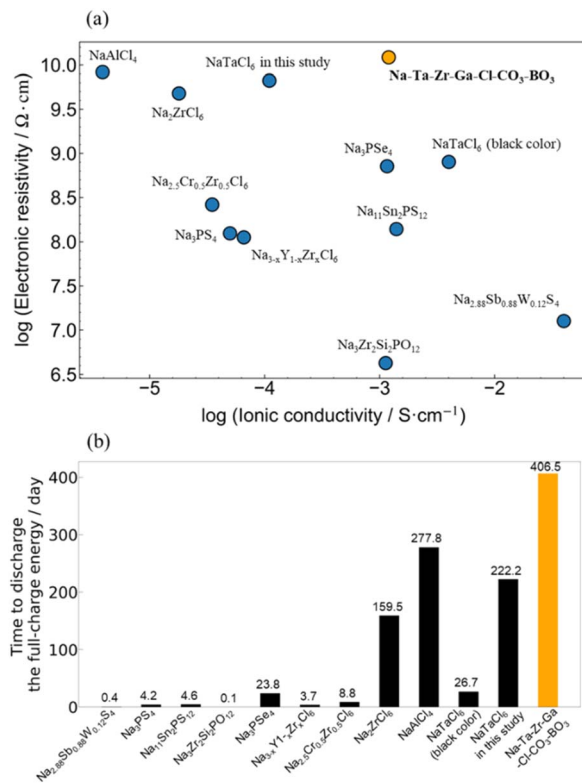 (a)
10.0
9.5
9.0
8.5
8.0
7.5
7.0
6.5
log (Electronic resistivity / Ω·cm)
NaAlCl₄
Na₂ZrCl₆
NaTaCl₆ in this study
Na-Ta-Zr-Ga-Cl-CO₃-BO₃
Na₃PSe₄
NaTaCl₆ (black color)
Na₂.₅Cr₀.₅Zr₀.₅Cl₆
Na₃PS₄
Na₃₋ₓY₁₋ₓZrₓCl₆
Na₁₁Sn₂PS₁₂
Na₂.₈₈Sb₀.₈₈W₀.₁₂S₄
Na₃Zr₂Si₂PO₁₂
−5 −4 −3 −2
log (Ionic conductivity / S·cm⁻¹)
(b)
Time to discharge
the full-charge energy / day
400
300
200
100
0
0.4 4.2 4.6 0.1 23.8 3.7 8.8 159.5 277.8 26.7 222.2 406.5
Na₂.₈₈Sb₀.₈₈W₀.₁₂S₄
Na₃PS₄
Na₁₁Sn₂PS₁₂
Na₃Zr₂Si₂PO₁₂
Na₃PSe₄
Na₃₋ₓY1₋ₓZrₓCl₆
Na₂.₅Cr₀.₅Zr₀.₅Cl₆
Na₂ZrCl₆
NaAlCl₄
NaTaCl₆
(black color)
NaTaCl₆
in this study
Na-Ta-Zr-Ga
-Cl-CO₃-BO₃